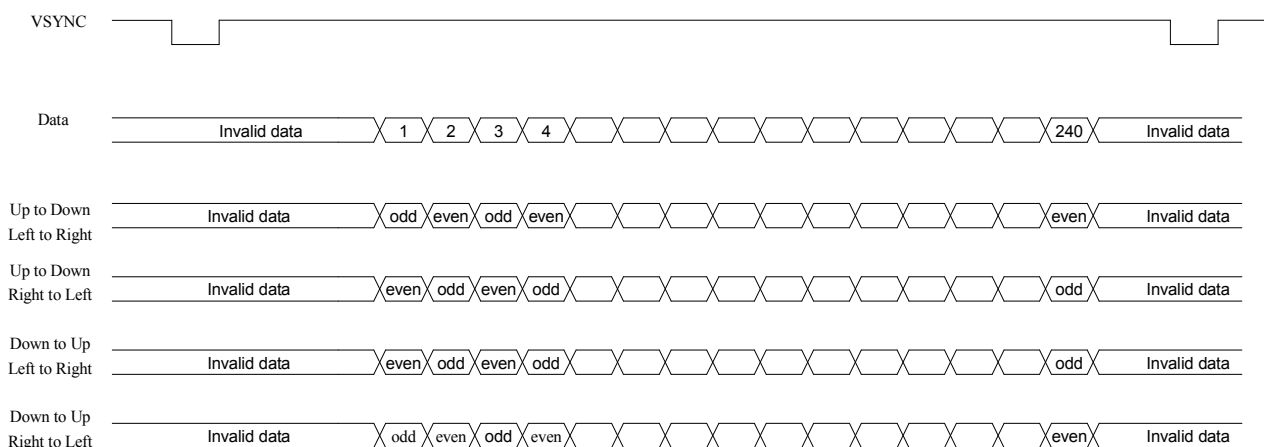 VSYNC
Data
Invalid data 1 2 3 4 240 Invalid data
Up to Down
Left to Right
Invalid data odd even odd even even Invalid data
Up to Down
Right to Left
Invalid data even odd even odd odd Invalid data
Down to Up
Left to Right
Invalid data even odd even odd odd Invalid data
Down to Up
Right to Left
Invalid data odd even odd even even Invalid data